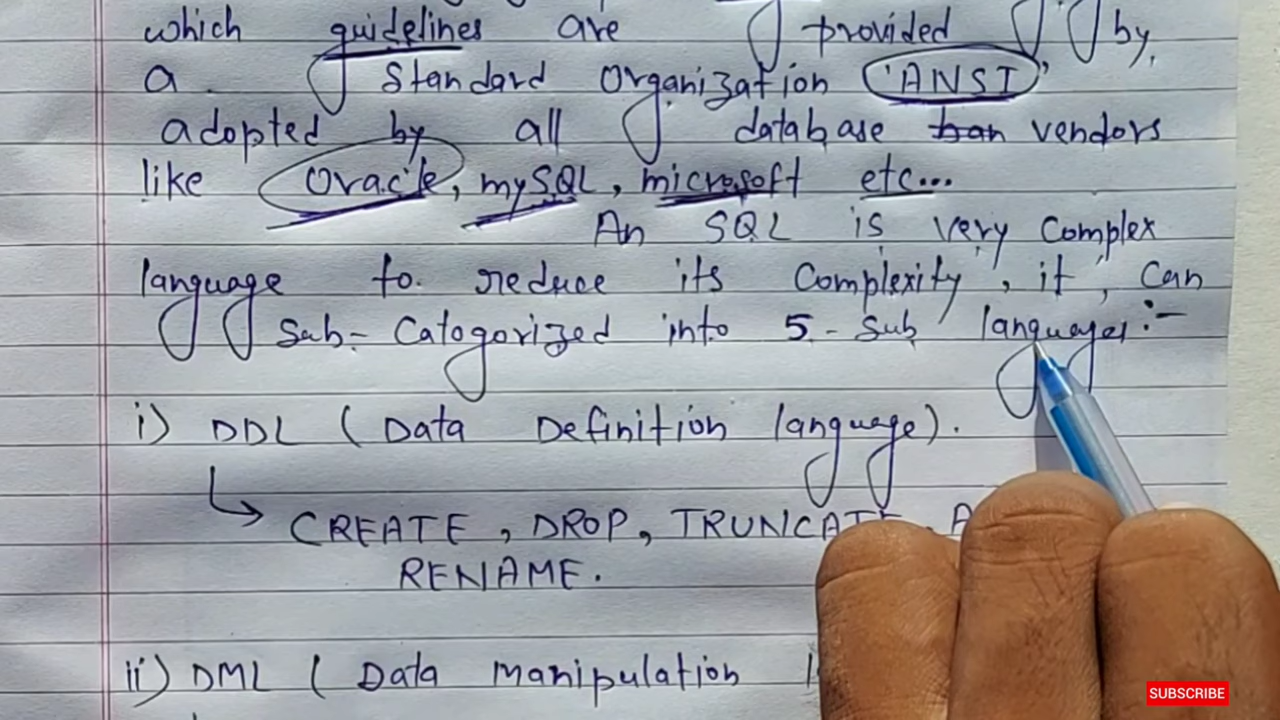 which guidelines are provided by,
a Standard Organization 'ANSI'
adopted by all database ban vendors
like Oracle, mySQL, microsoft etc...
An SQL is very Complex
language to reduce its Complexity, it, Can
Sub-Catogorized into 5-Sub languages:-
i) DDL (Data Definition language).
CREATE, DROP, TRUNCATE, A
RENAME.
ii) DML (Data manipulation
SUBSCRIBE